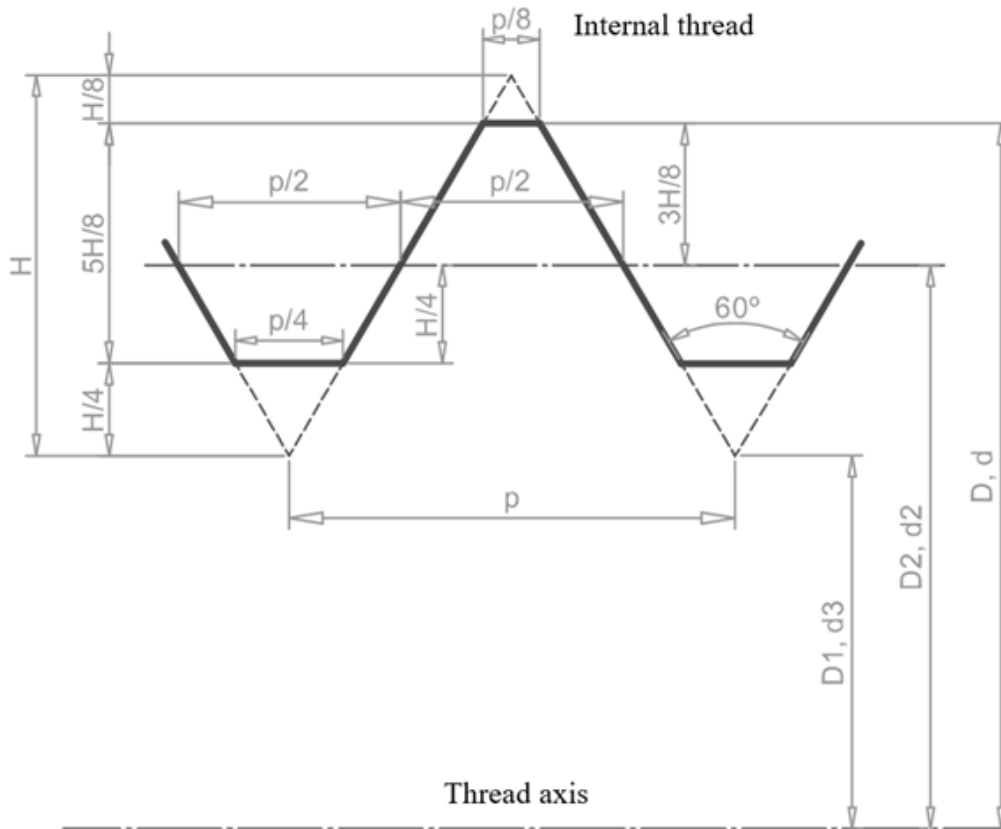 p/8
Internal thread
H/8
p/2
p/2
3H/8
H
5H/8
p/4
H/4
60°
H/4
p
D1, d3
D2, d2
D, d
Thread axis